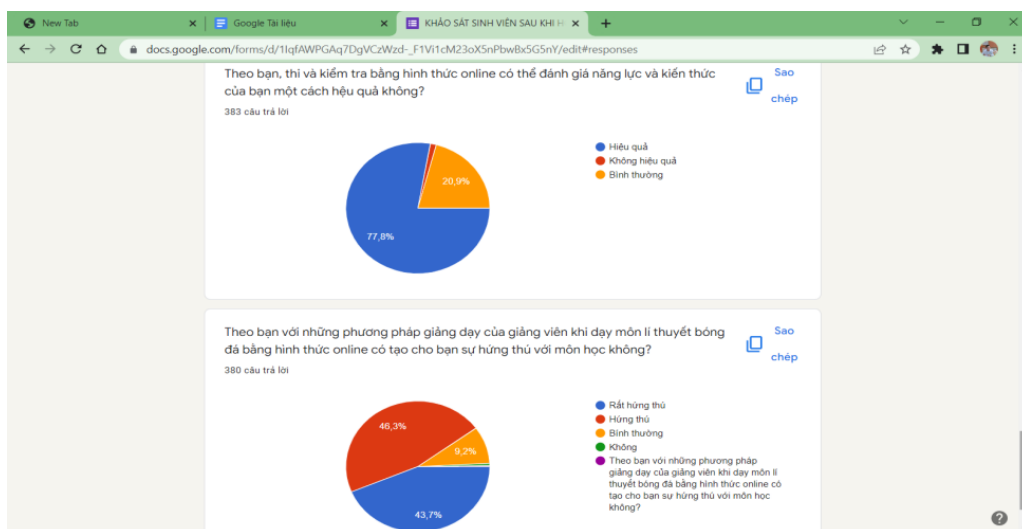 New Tab
Google Tài liệu
KHẢO SÁT SINH VIÊN SAU KHI H
docs.google.com/forms/d/1IqfAWPGAq7DgVCzWzd-_F1Vi1cM23oX5nPbwBx5G5nY/edit#responses
Theo bạn, thi và kiểm tra bằng hình thức online có thể đánh giá năng lực và kiến thức
của bạn một cách hệu quả không?
Sao
chép
383 câu trả lời
Hiệu quả
Không hiệu quả
Bình thường
20,9%
77,8%
Theo bạn với những phương pháp giảng dạy của giảng viên khi dạy môn lí thuyết bóng
đá bằng hình thức online có tạo cho bạn sự hứng thú với môn học không?
Sao
chép
380 câu trả lời
Rất hứng thú
Hứng thú
Bình thường
Không
Theo bạn với những phương pháp
giảng dạy của giảng viên khi dạy môn lí
thuyết bóng đá bằng hình thức online có
tạo cho bạn sự hứng thú với môn học
không?
46,3%
9,2%
43,7%